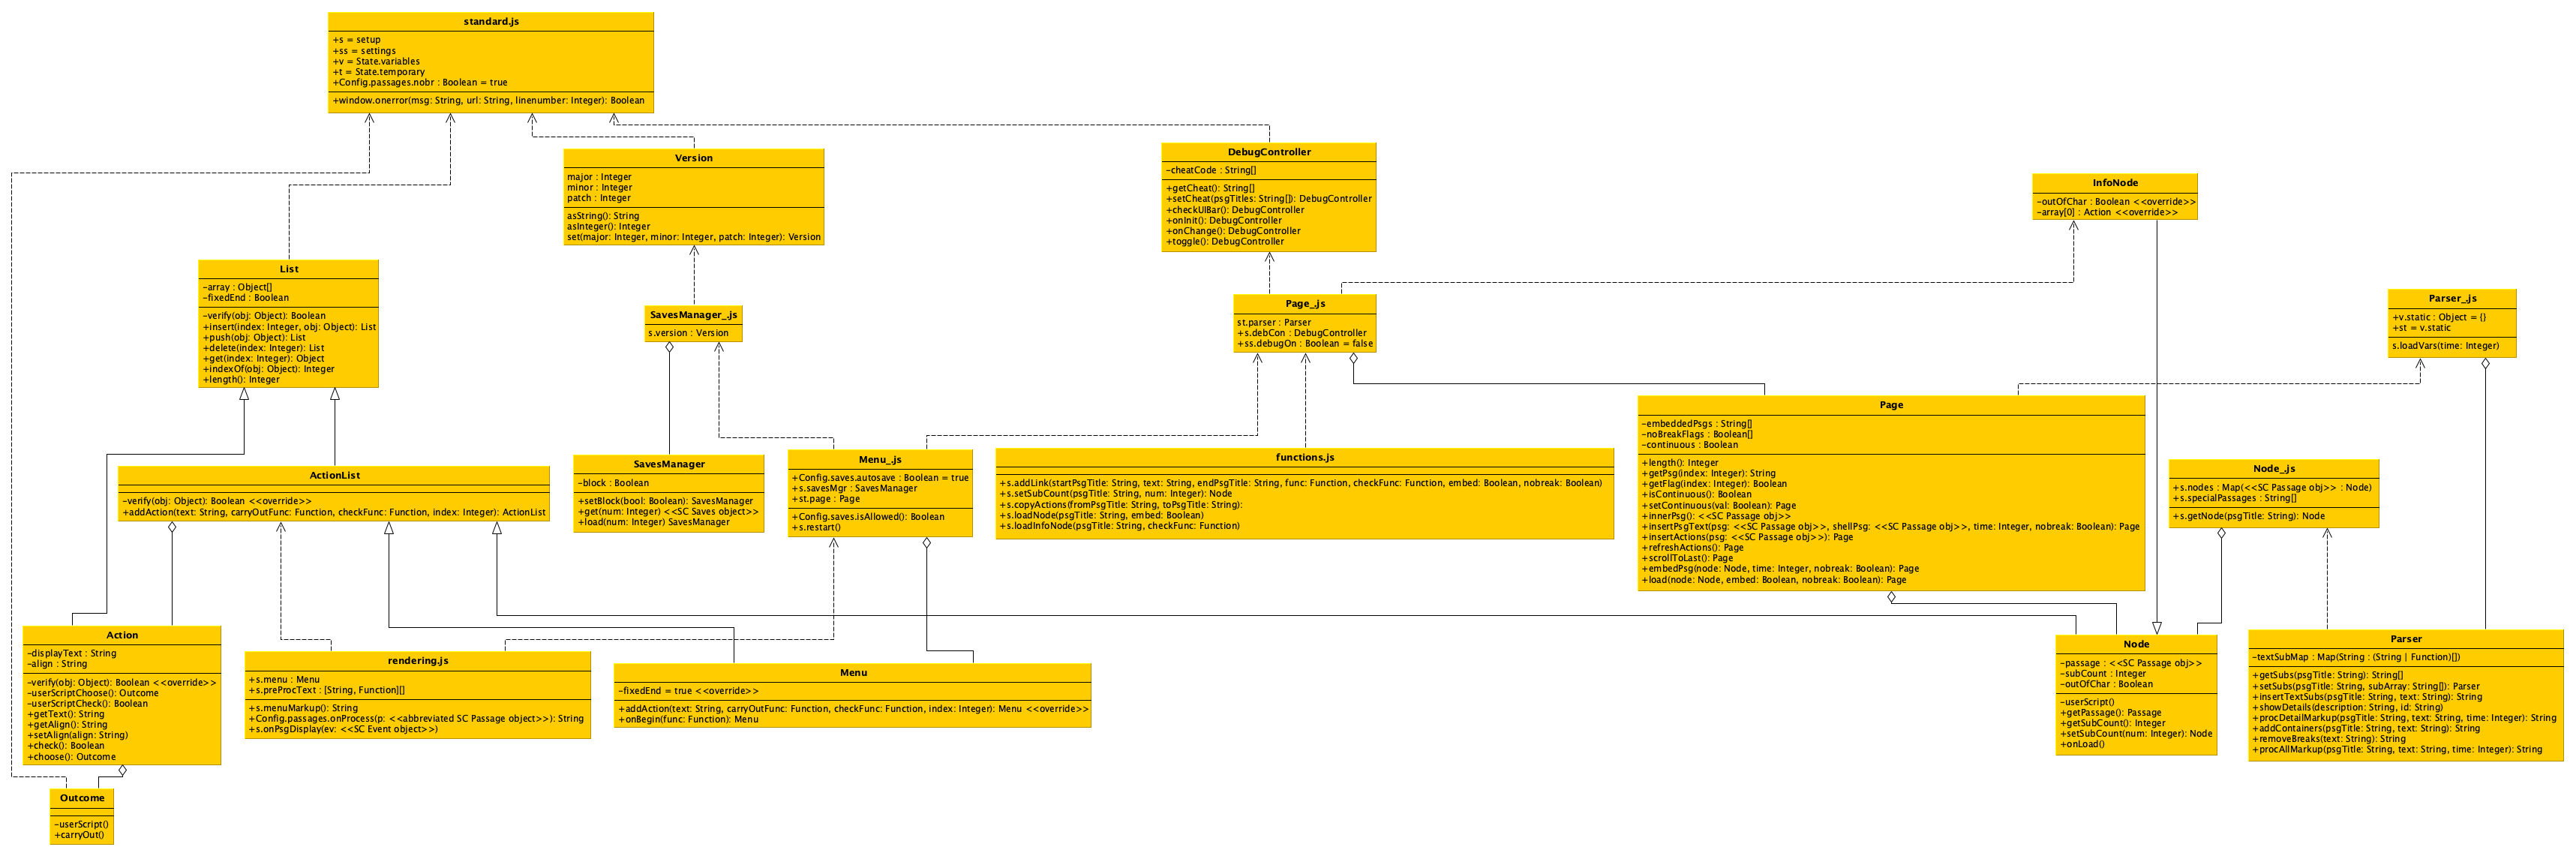 standard.js
+s = setup
+ss = settings
+v = State.variables
+t = State.temporary
+Config.passages.nobr : Boolean = true
+window.onerror(msg: String, url: String, linenumber: Integer): Boolean
Version
major : Integer
minor : Integer
patch : Integer
asString(): String
asInteger(): Integer
set(major: Integer, minor: Integer, patch: Integer): Version
DebugController
-cheatCode : String[]
+getCheat(): String[]
+setCheat(psgTitles: String[]): DebugController
+checkUIBar(): DebugController
+onInit(): DebugController
+onChange(): DebugController
+toggle(): DebugController
InfoNode
-outOfChar : Boolean <<override>>
-array[0] : Action <<override>>
List
-array : Object[]
-fixedEnd : Boolean
-verify(obj: Object): Boolean
+insert(index: Integer, obj: Object): List
+push(obj: Object): List
+delete(index: Integer): List
+get(index: Integer): Object
+indexOf(obj: Object): Integer
+length(): Integer
SavesManager_.js
s.version : Version
Page_.js
st.parser : Parser
+s.debCon : DebugController
+ss.debugOn : Boolean = false
Parser_.js
+v.static : Object = {}
+st = v.static
s.loadVars(time: Integer)
Page
-embeddedPsgs : String[]
-noBreakFlags : Boolean[]
-continuous : Boolean
+length(): Integer
+getPsg(index: Integer): String
+getFlag(index: Integer): Boolean
+isContinuous(): Boolean
+setContinuous(val: Boolean): Page
+innerPsg(): <<SC Passage obj>>
+insertPsgText(psg: <<SC Passage obj>>, shellPsg: <<SC Passage obj>>, time: Integer, nobreak: Boolean): Page
+insertActions(psg: <<SC Passage obj>>): Page
+refreshActions(): Page
+scrollToLast(): Page
+embedPsg(node: Node, time: Integer, nobreak: Boolean): Page
+load(node: Node, embed: Boolean, nobreak: Boolean): Page
ActionList
-verify(obj: Object): Boolean <<override>>
+addAction(text: String, carryOutFunc: Function, checkFunc: Function, index: Integer): ActionList
SavesManager
-block : Boolean
+setBlock(bool: Boolean): SavesManager
+get(num: Integer) <<SC Saves object>>
+load(num: Integer) SavesManager
Menu_.js
+Config.saves.autosave : Boolean = true
+s.savesMgr : SavesManager
+st.page : Page
+Config.saves.isAllowed(): Boolean
+s.restart()
functions.js
+s.addLink(startPsgTitle: String, text: String, endPsgTitle: String, func: Function, checkFunc: Function, embed: Boolean, nobreak: Boolean)
+s.setSubCount(psgTitle: String, num: Integer): Node
+s.copyActions(fromPsgTitle: String, toPsgTitle: String):
+s.loadNode(psgTitle: String, embed: Boolean)
+s.loadInfoNode(psgTitle: String, checkFunc: Function)
Node_.js
+s.nodes : Map(<<SC Passage obj>> : Node)
+s.specialPassages : String[]
+s.getNode(psgTitle: String): Node
Action
-displayText : String
-align : String
-verify(obj: Object): Boolean <<override>>
-userScriptChoose(): Outcome
-userScriptCheck(): Boolean
+getText(): String
+getAlign(): String
+setAlign(align: String)
+check(): Boolean
+choose(): Outcome
rendering.js
+s.menu : Menu
+s.preProcText : [String, Function][]
+s.menuMarkup(): String
+Config.passages.onProcess(p: <<abbreviated SC Passage object>>): String
+s.onPsgDisplay(ev: <<SC Event object>>)
Menu
-fixedEnd = true <<override>>
+addAction(text: String, carryOutFunc: Function, checkFunc: Function, index: Integer): Menu <<override>>
+onBegin(func: Function): Menu
Node
-passage : <<SC Passage obj>>
-subCount : Integer
-outOfChar : Boolean
-userScript()
+getPassage(): Passage
+getSubCount(): Integer
+setSubCount(num: Integer): Node
+onLoad()
Parser
-textSubMap : Map(String : (String | Function)[])
+getSubs(psgTitle: String): String[]
+setSubs(psgTitle: String, subArray: String[]): Parser
+insertTextSubs(psgTitle: String, text: String): String
+showDetails(description: String, id: String)
+procDetailMarkup(psgTitle: String, text: String, time: Integer): String
+addContainers(psgTitle: String, text: String): String
+removeBreaks(text: String): String
+procAllMarkup(psgTitle: String, text: String, time: Integer): String
Outcome
-userScript()
+carryOut()